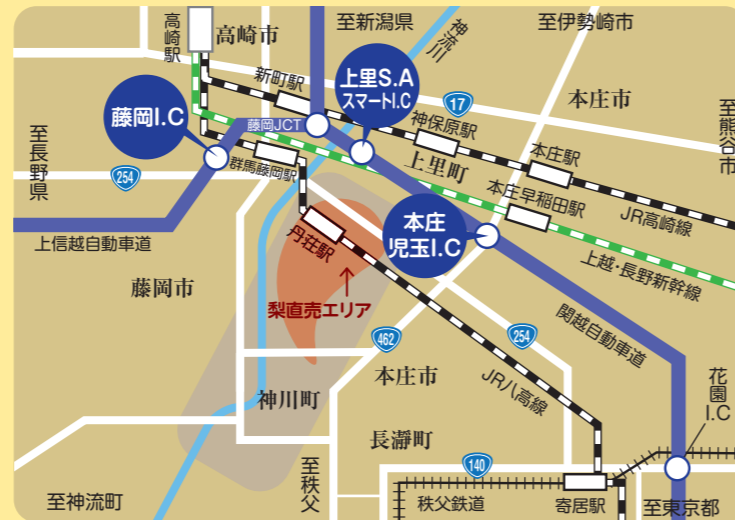 高崎駅
高崎市
至新潟県
神流川
至伊勢崎市
新町駅
上里S.A
スマートI.C
17
本庄市
至熊谷市
藤岡I.C
藤岡JCT
神保原駅
至長野県
254
群馬藤岡駅
上里町
本庄駅
本庄早稲田駅
JR高崎線
丹荘駅
本庄
児玉I.C
上信越自動車道
上越・長野新幹線
藤岡市
梨直売エリア
関越自動車道
462
254
本庄市
JR八高線
花園I.C
神川町
長瀞町
至秩父
140
至神流町
秩父鉄道
寄居駅
至東京都